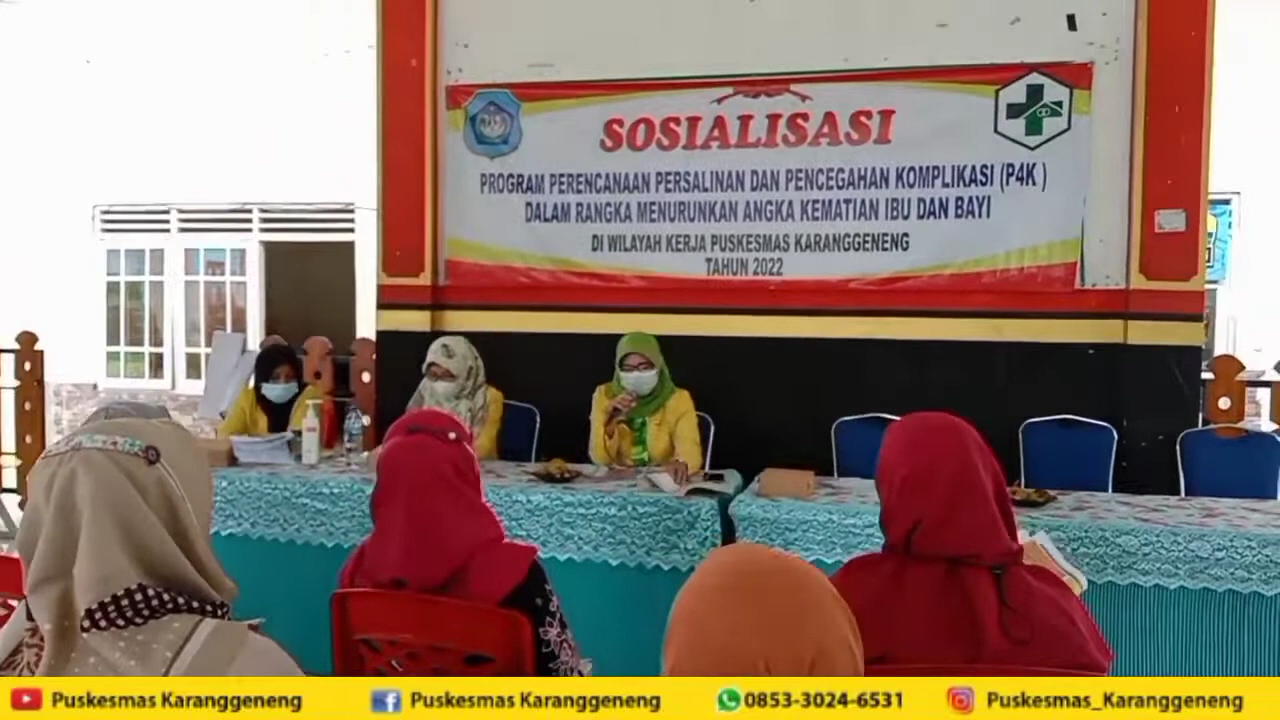 SOSIALISASI
PROGRAM PERENCANAAN PERSALINAN DAN PENCEGAHAN KOMPLIKASI (P4K )
DALAM RANGKA MENURUNKAN ANGKA KEMATIAN IBU DAN BAYI
DI WILAYAH KERJA PUSKESMAS KARANGGENENG
TAHUN 2022
Puskesmas Karanggeneng
Puskesmas Karanggeneng
0853-3024-6531
Puskesmas_Karanggeneng